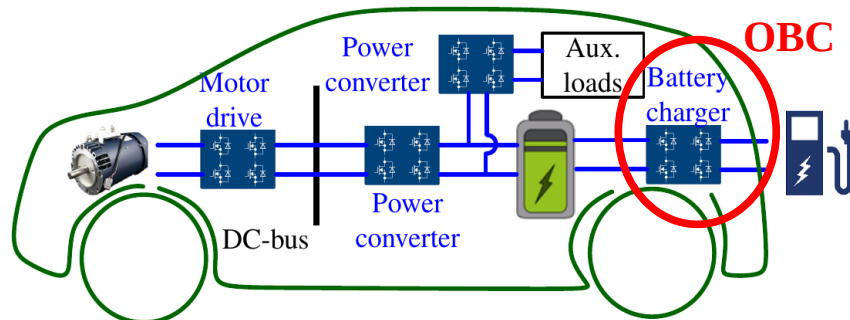 OBC
Power
converter
Aux.
loads
Battery
charger
Motor
drive
Power
converter
DC-bus